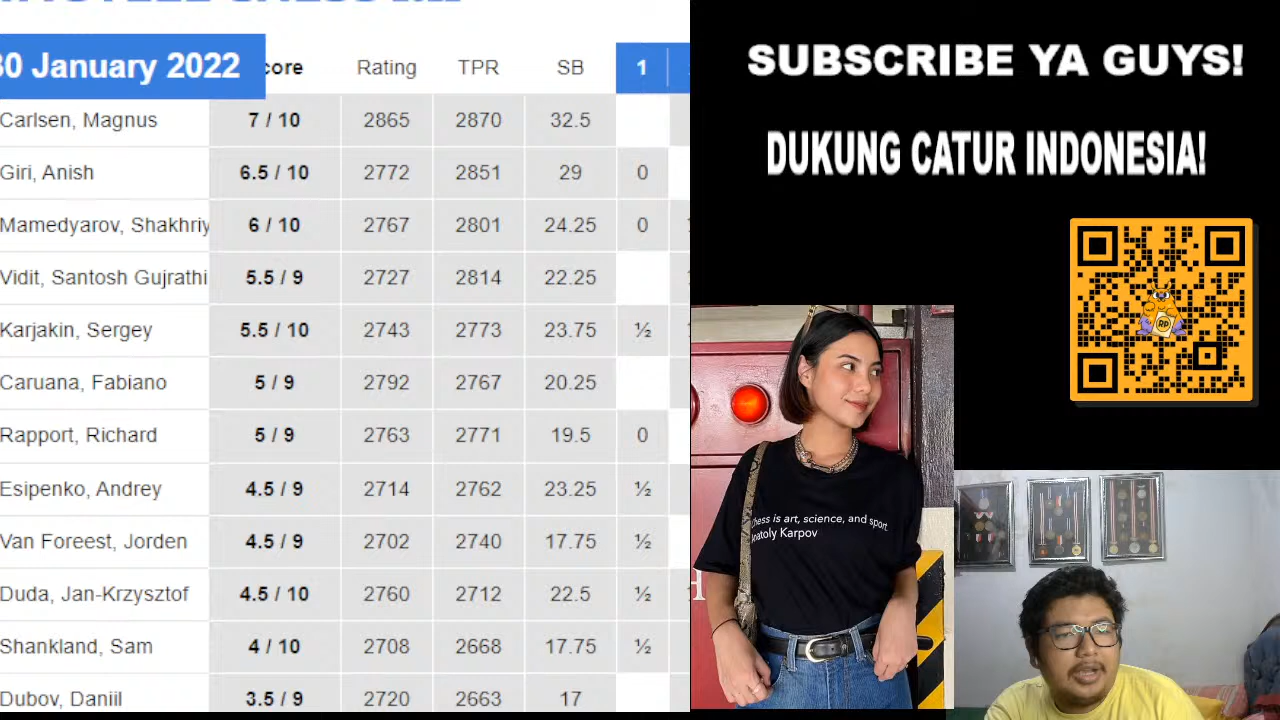 30 January 2022
core Rating TPR SB 1
Carlsen, Magnus 7 / 10 2865 2870 32.5
Giri, Anish 6.5 / 10 2772 2851 29 0
Mamedyarov, Shakhriy 6 / 10 2767 2801 24.25 0
Vidit, Santosh Gujrathi 5.5 / 9 2727 2814 22.25
Karjakin, Sergey 5.5 / 10 2743 2773 23.75 ½
Caruana, Fabiano 5 / 9 2792 2767 20.25
Rapport, Richard 5 / 9 2763 2771 19.5 0
Esipenko, Andrey 4.5 / 9 2714 2762 23.25 ½
Van Foreest, Jorden 4.5 / 9 2702 2740 17.75 ½
Duda, Jan-Krzysztof 4.5 / 10 2760 2712 22.5 ½
Shankland, Sam 4 / 10 2708 2668 17.75 ½
Dubov, Daniil 3.5 / 9 2720 2663 17
SUBSCRIBE YA GUYS!
DUKUNG CATUR INDONESIA!
RP
Chess is art, science, and sport.
Anatoly Karpov
H